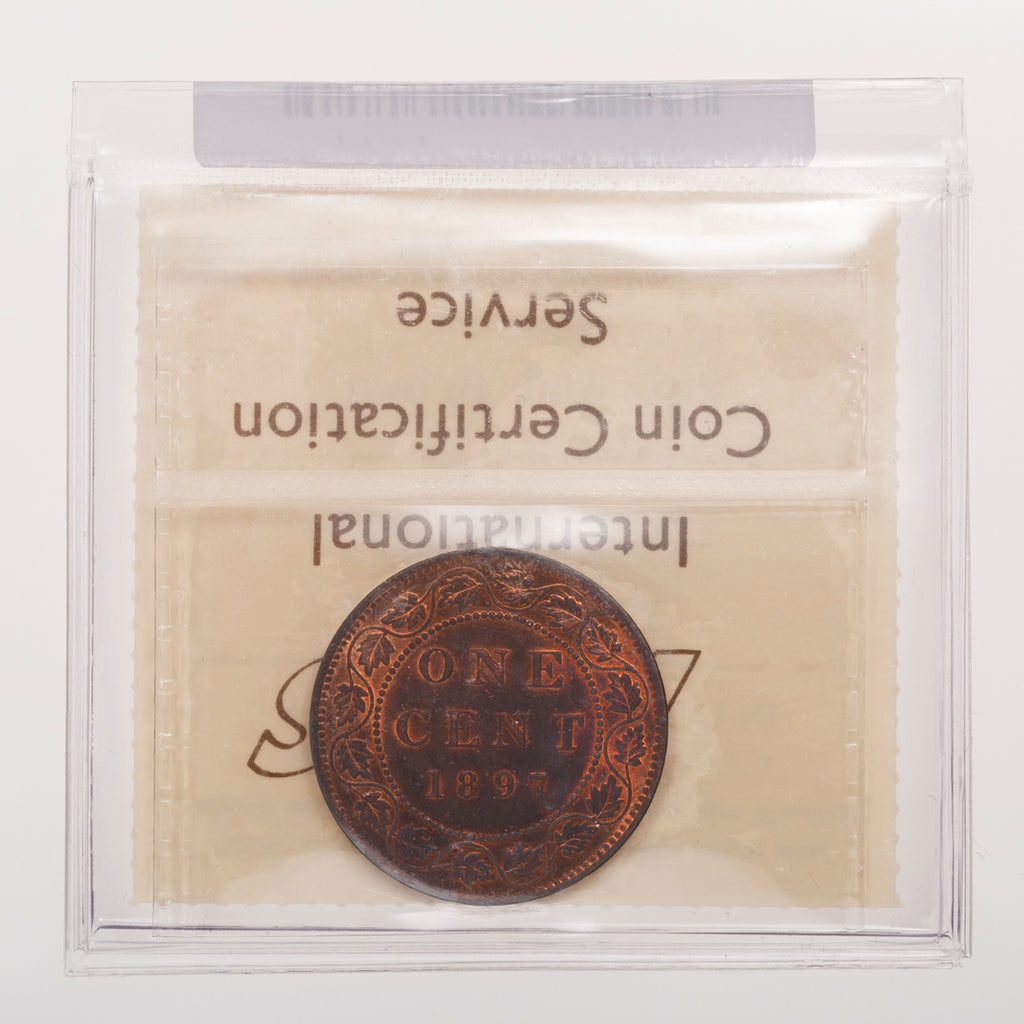 International
Coin Certification
Service
ONE
CENT
1897